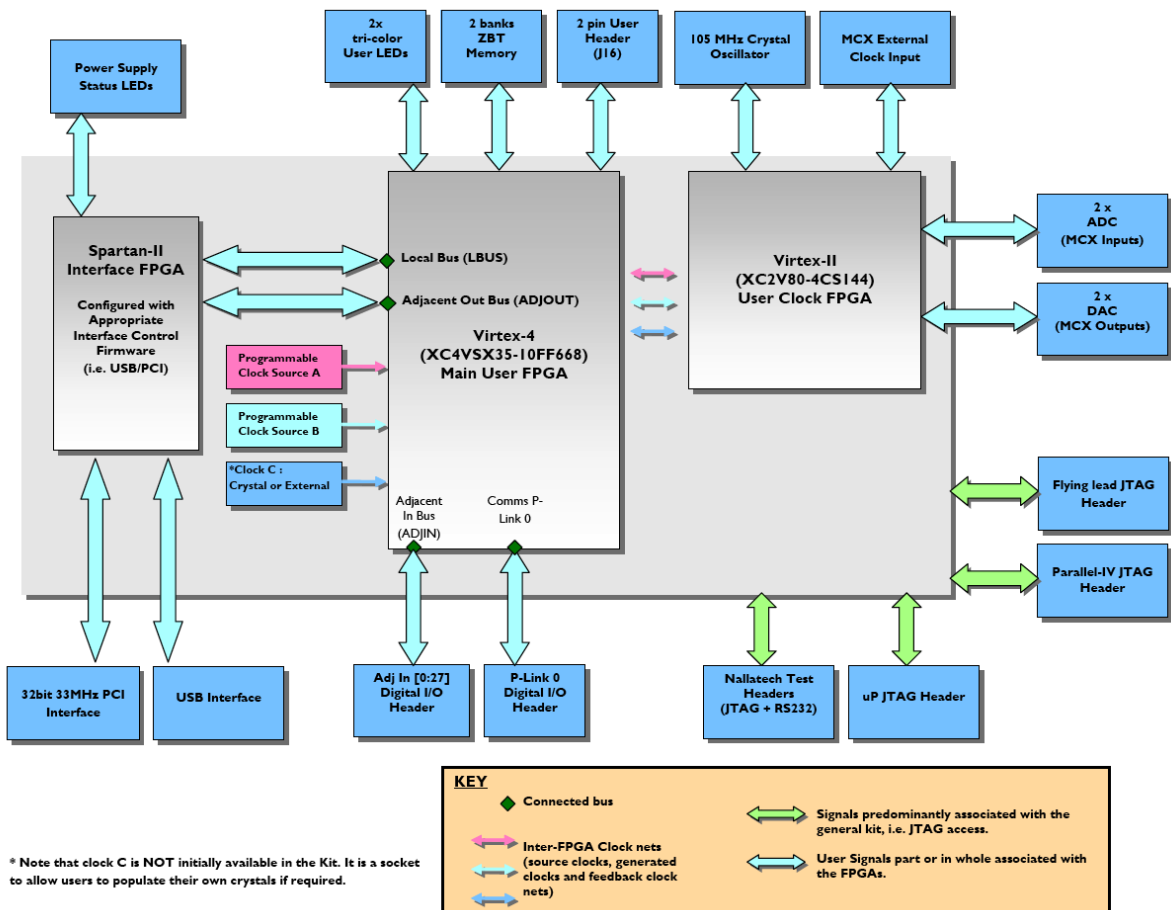 2x
tri-color
User LEDs
2 banks
ZBT
Memory
2 pin User
Header
(J16)
105 MHz Crystal
Oscillator
MCX External
Clock Input
Power Supply
Status LEDs
Spartan-II
Interface FPGA
Configured with
Appropriate
Interface Control
Firmware
(i.e. USB/PCI)
Local Bus (LBUS)
Adjacent Out Bus (ADJOUT)
Virtex-4
(XC4VSX35-10FF668)
Main User FPGA
Virtex-II
(XC2V80-4CS144)
User Clock FPGA
2 x
ADC
(MCX Inputs)
2 x
DAC
(MCX Outputs)
Programmable
Clock Source A
Programmable
Clock Source B
*Clock C :
Crystal or External
Adjacent
In Bus
(ADJIN)
Comms P-
Link 0
Flying lead JTAG
Header
Parallel-IV JTAG
Header
32bit 33MHz PCI
Interface
USB Interface
Adj In [0:27]
Digital I/O
Header
P-Link 0
Digital I/O
Header
Nallatech Test
Headers
(JTAG + RS232)
uP JTAG Header
KEY
Connected bus
Inter-FPGA Clock nets
(source clocks, generated
clocks and feedback clock
nets)
Signals predominantly associated with the
general kit, i.e. JTAG access.
User Signals part or in whole associated with
the FPGAs.
* Note that clock C is NOT initially available in the Kit. It is a socket
to allow users to populate their own crystals if required.